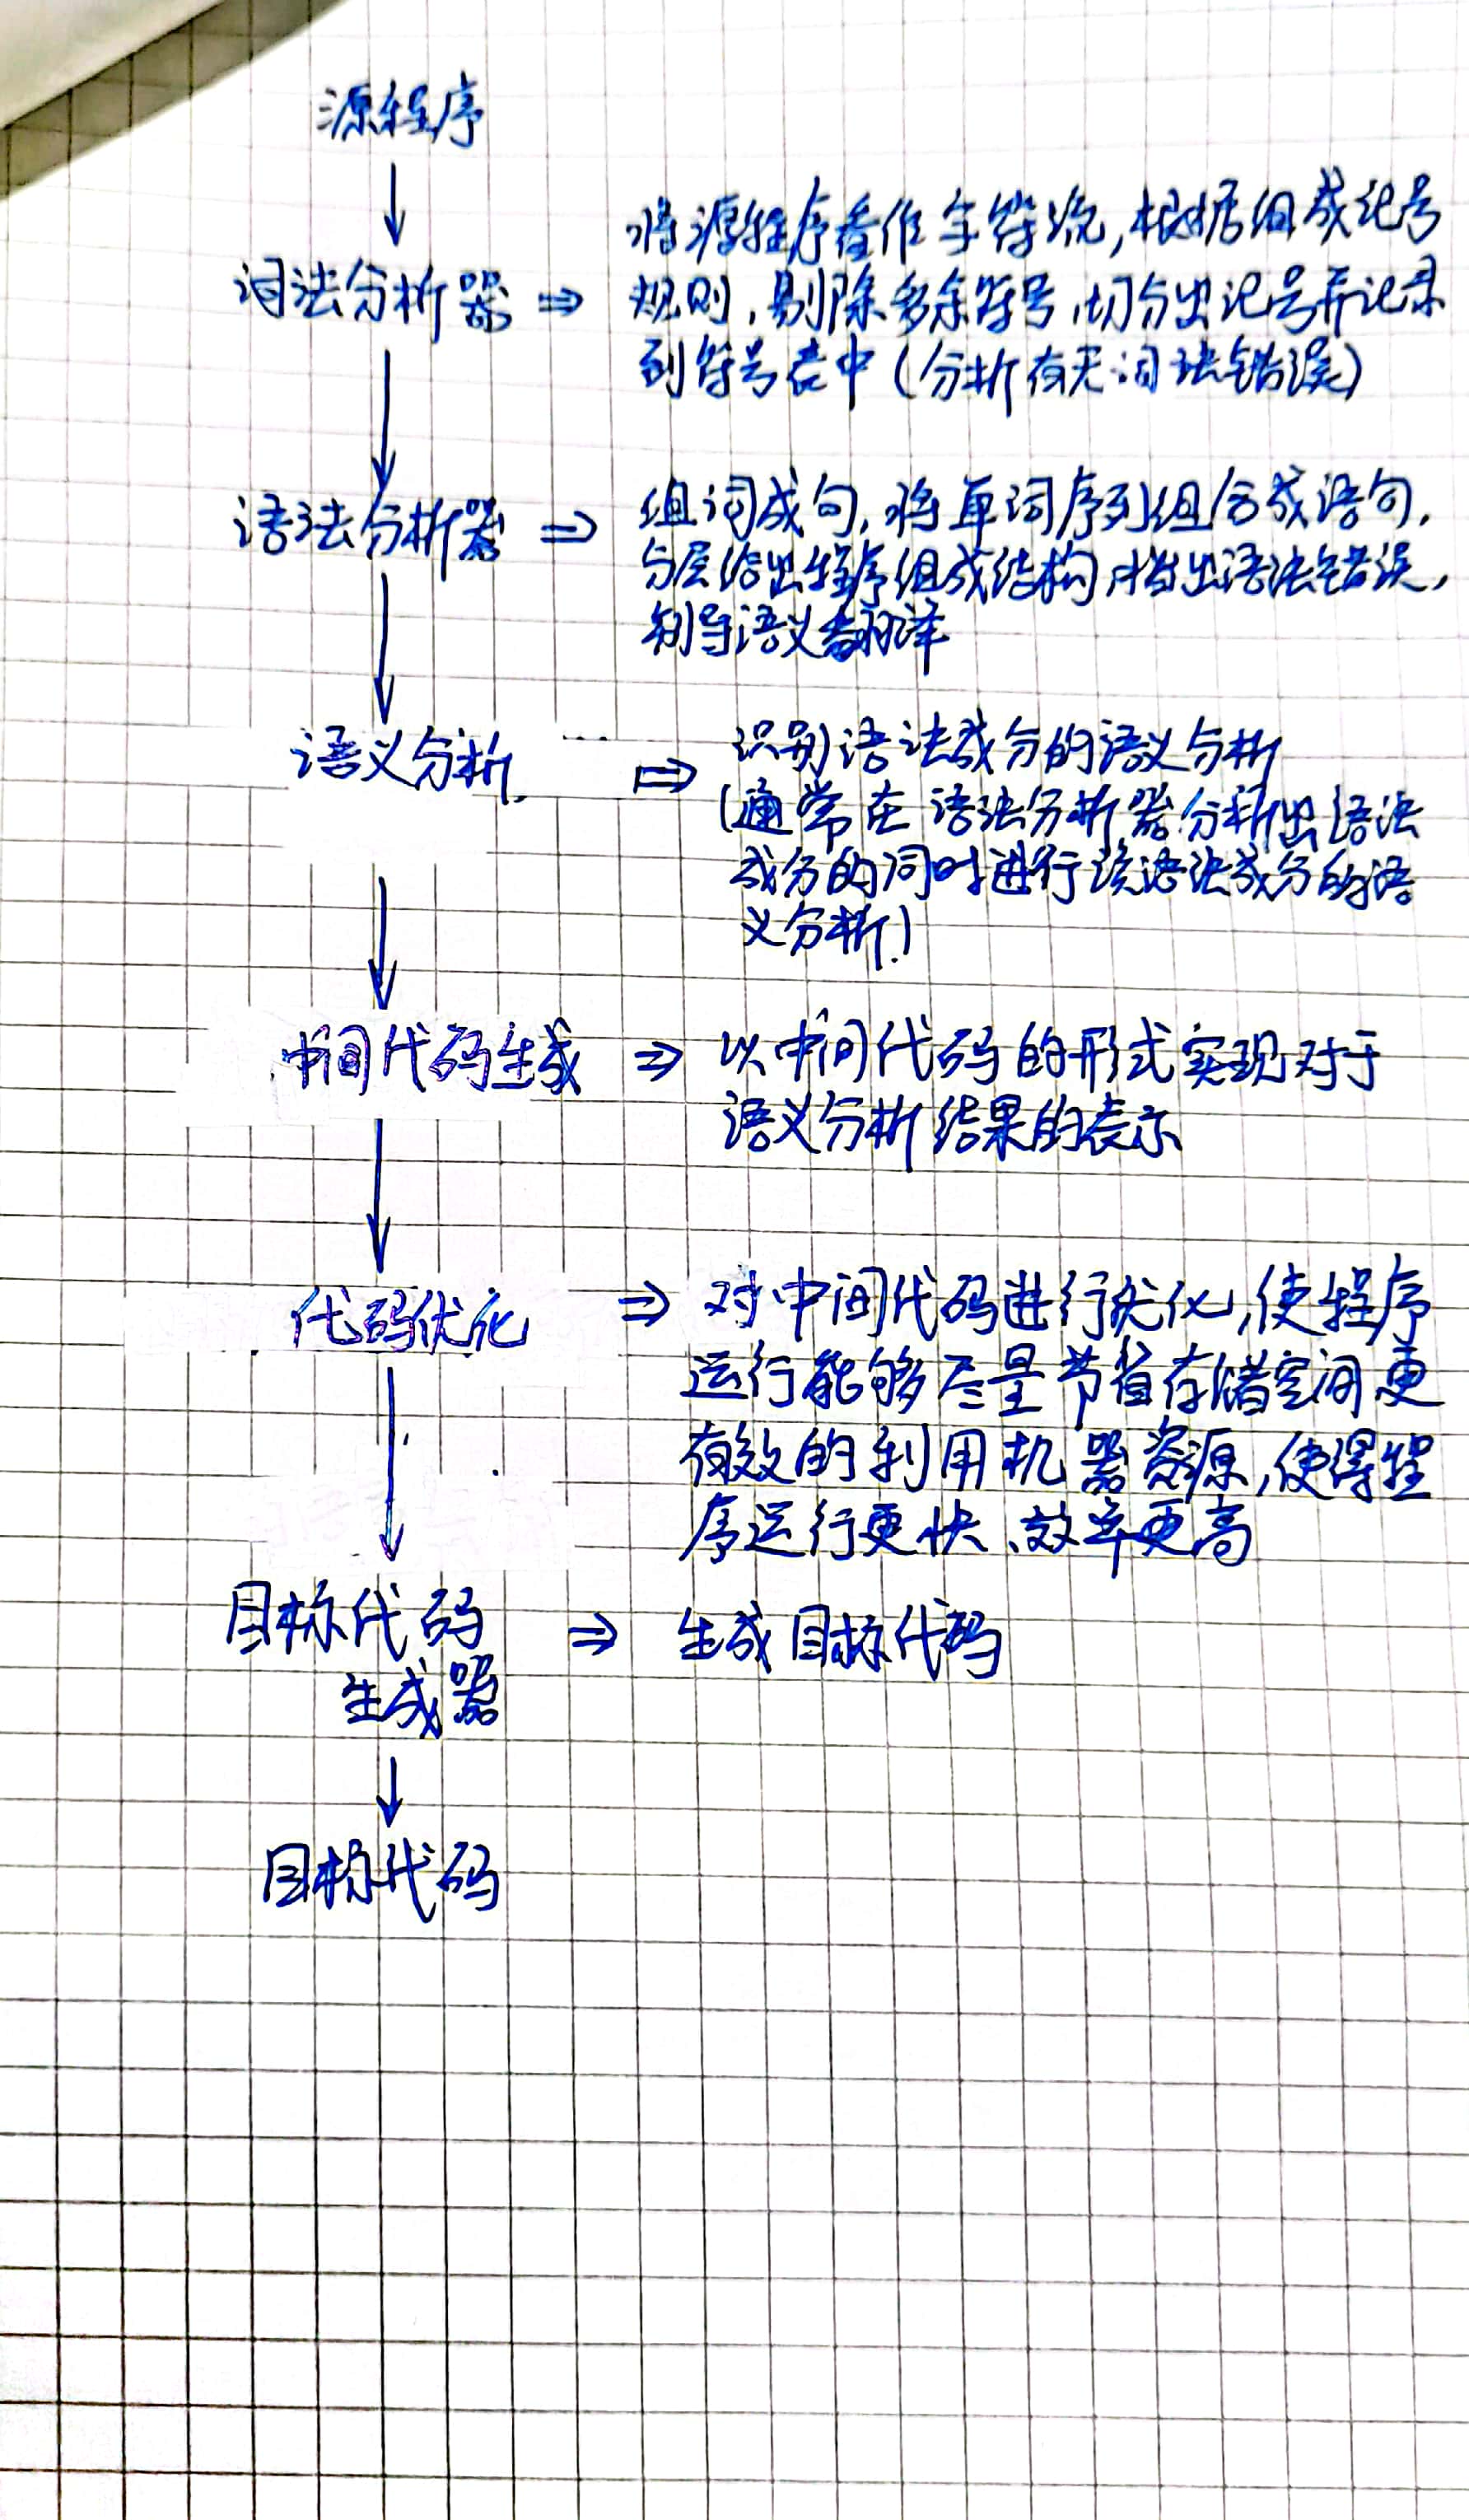 源程序
↓
词法分析器 ⇒ 将源程序看作字符流,根据组成记号
规则,剔除多余符号,切分出记号并记录
到符号表中(分析有无词法错误)
↓
语法分析器 ⇒ 组词成句,将单词序列组合成语句,
分层给出程序组成结构,指出语法错误,
制导语义翻译
↓
语义分析 ⇒ 识别语法成分的语义分析
(通常在语法分析器分析出语法
成分的同时进行该语法成分的语
义分析)
↓
中间代码生成 ⇒ 以中间代码的形式实现对于
语义分析结果的表示
↓
代码优化 ⇒ 对中间代码进行优化,使程序
运行能够尽量节省存储空间更
有效的利用机器资源,使得程
序运行更快、效率更高
↓
目标代码
生成器 ⇒ 生成目标代码
↓
目标代码